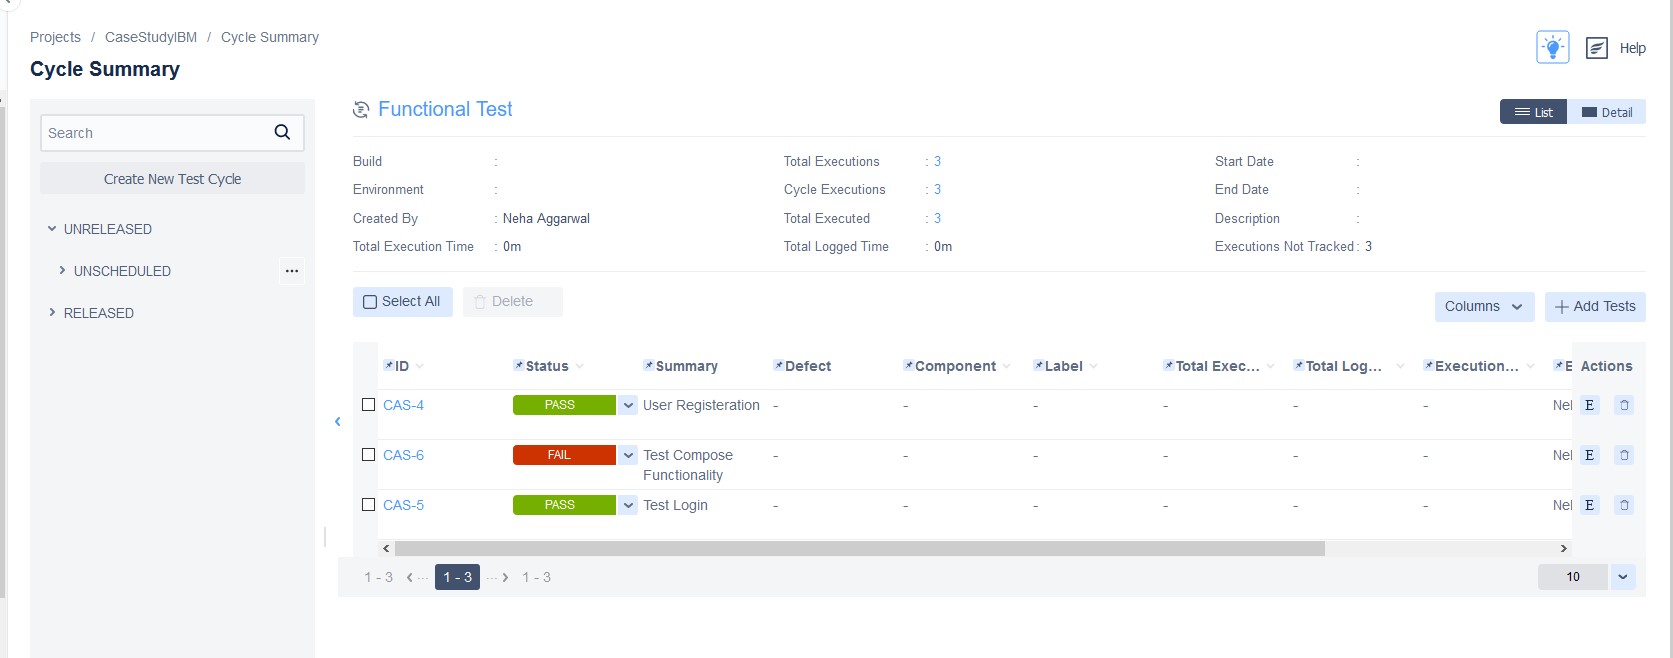 Projects / CaseStudyIBM / Cycle Summary
Help
Cycle Summary
Functional Test
List
Detail
Search
Create New Test Cycle
UNRELEASED
UNSCHEDULED
RELEASED
Build :
Environment :
Created By : Neha Aggarwal
Total Execution Time : 0m
Total Executions : 3
Cycle Executions : 3
Total Executed : 3
Total Logged Time : 0m
Start Date :
End Date :
Description :
Executions Not Tracked : 3
Select All
Delete
Columns
+ Add Tests
ID Status Summary Defect Component Label Total Exec... Total Log... Execution... E Actions
CAS-4 PASS User Registeration - - - - - - Nel E
CAS-6 FAIL Test Compose - - - - - - Nel E
Functionality
CAS-5 PASS Test Login - - - - - - Nel E
1 - 3 < ... 1 - 3 ... > 1 - 3
10